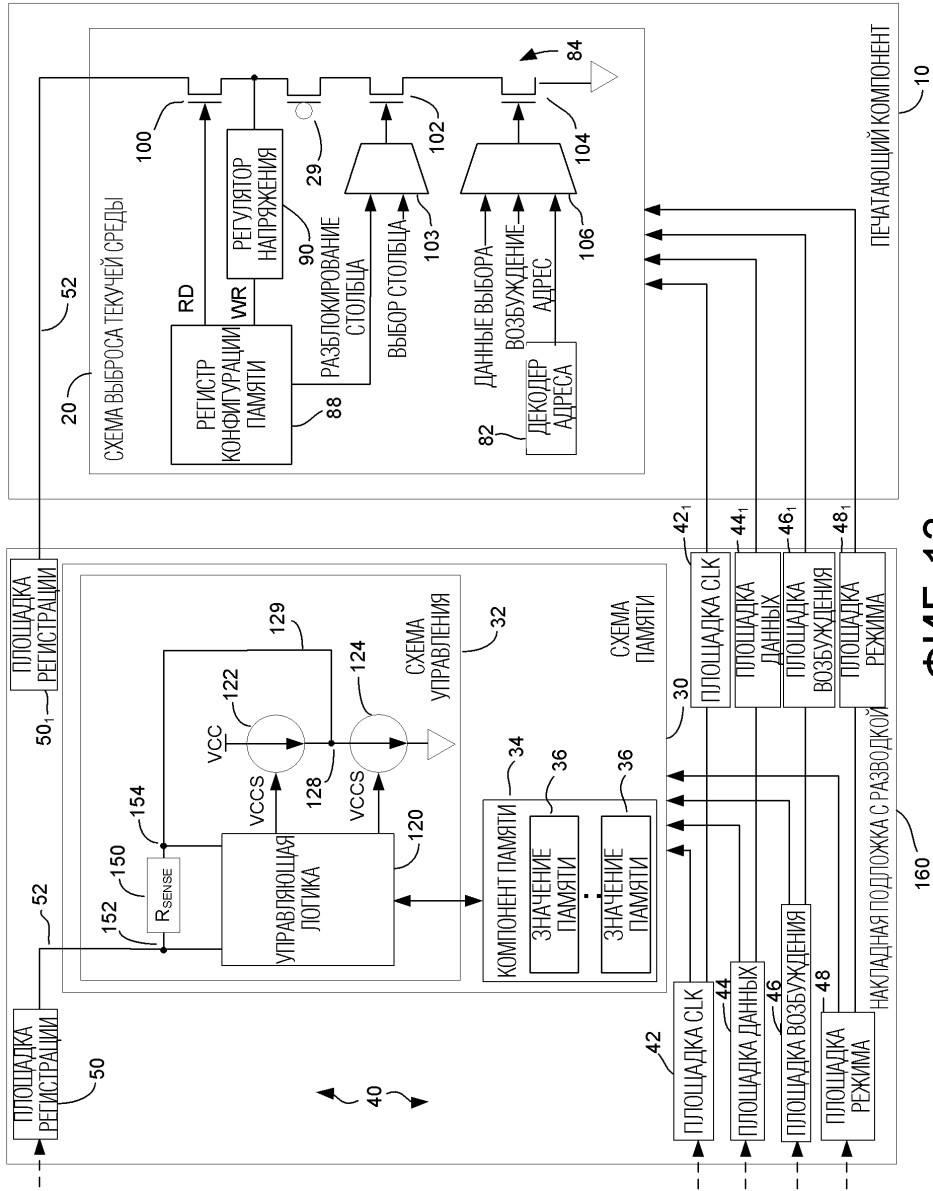 ПЛОЩАДКА
РЕГИСТРАЦИИ
50
52
ПЛОЩАДКА
РЕГИСТРАЦИИ
50₁
52
20
СХЕМА ВЫБРОСА ТЕКУЧЕЙ СРЕДЫ
100
RD
WR
РЕГИСТР
КОНФИГУРАЦИИ
ПАМЯТИ
88
РЕГУЛЯТОР
НАПРЯЖЕНИЯ
90
29
102
104
84
103
106
РАЗБЛОКИРОВАНИЕ
СТОЛЬЦА
ВЫБОР СТОЛЬЦА
ДАННЫЕ ВЫБОРА
ВОЗБУЖДЕНИЕ
АДРЕС
82
ДЕКОДЕР
АДРЕСА
ПЕЧАТАЮЩИЙ КОМПОНЕНТ
10
152
150
RSENSE
154
129
УПРАВЛЯЮЩАЯ
ЛОГИКА
120
VCCS
VCCS
VCC
122
128
124
СХЕМА
УПРАВЛЕНИЯ
32
40
КОМПОНЕНТ ПАМЯТИ
34
ЗНАЧЕНИЕ
ПАМЯТИ
36
ЗНАЧЕНИЕ
ПАМЯТИ
36
СХЕМА
ПАМЯТИ
30
42
ПЛОЩАДКА CLK
44
ПЛОЩАДКА ДАННЫХ
46
ПЛОЩАДКА ВОЗБУЖДЕНИЯ
48
ПЛОЩАДКА
РЕЖИМА
42₁
ПЛОЩАДКА CLK
44₁
ПЛОЩАДКА
ДАННЫХ
46₁
ПЛОЩАДКА
ВОЗБУЖДЕНИЯ
48₁
ПЛОЩАДКА
РЕЖИМА
НАКЛАДНАЯ ПОДЛОЖКА С РАЗВОДКОЙ
160